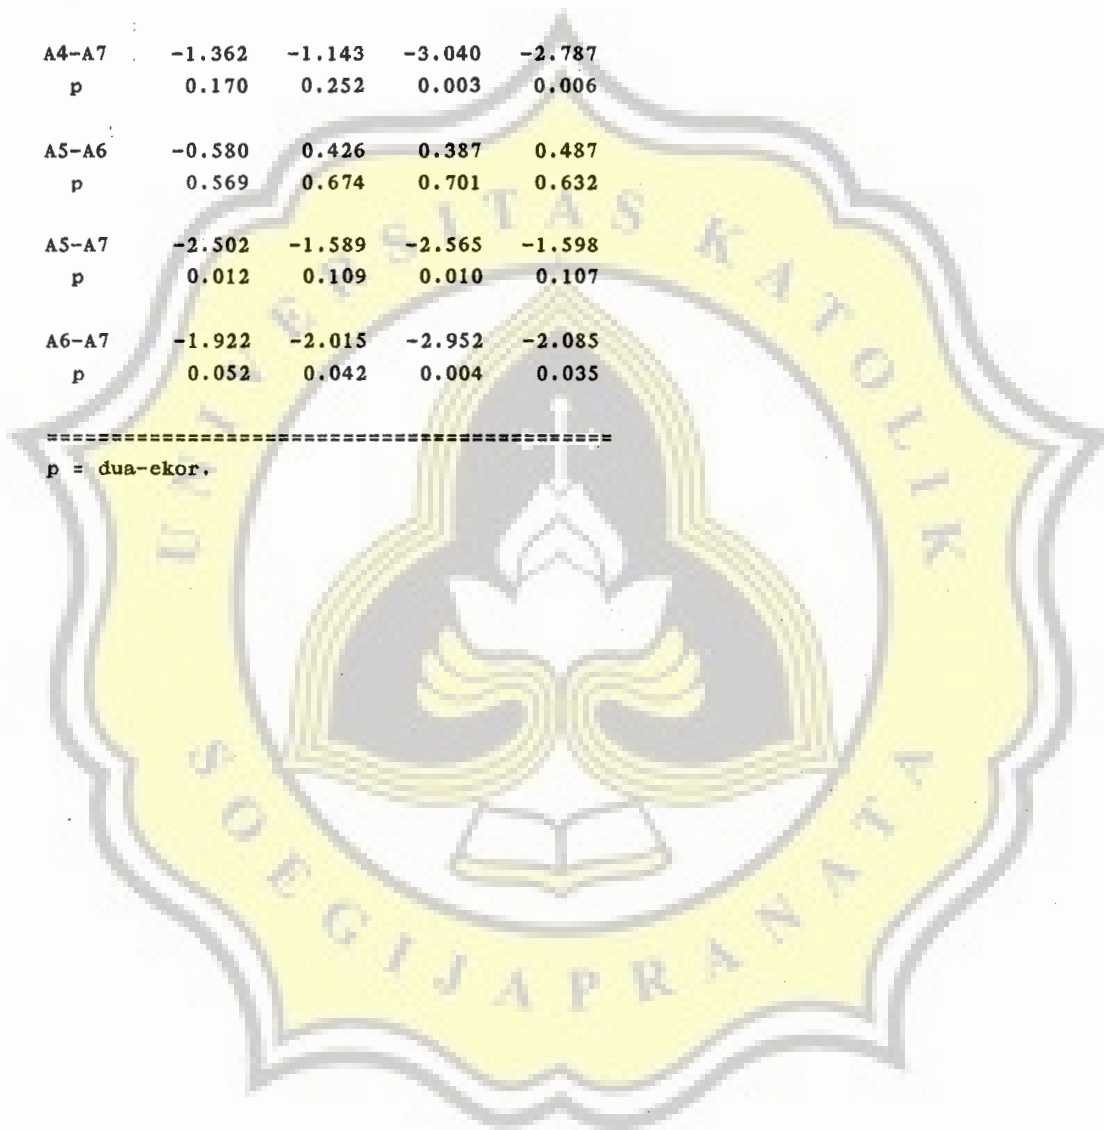 A4-A7 -1.362 -1.143 -3.040 -2.787
p 0.170 0.252 0.003 0.006
A5-A6 -0.580 0.426 0.387 0.487
p 0.569 0.674 0.701 0.632
A5-A7 -2.502 -1.589 -2.565 -1.598
p 0.012 0.109 0.010 0.107
A6-A7 -1.922 -2.015 -2.952 -2.085
p 0.052 0.042 0.004 0.035
============================================
p = dua-ekor.
UNIVERSITAS KATOLIK
SOEGIJAPRANATA